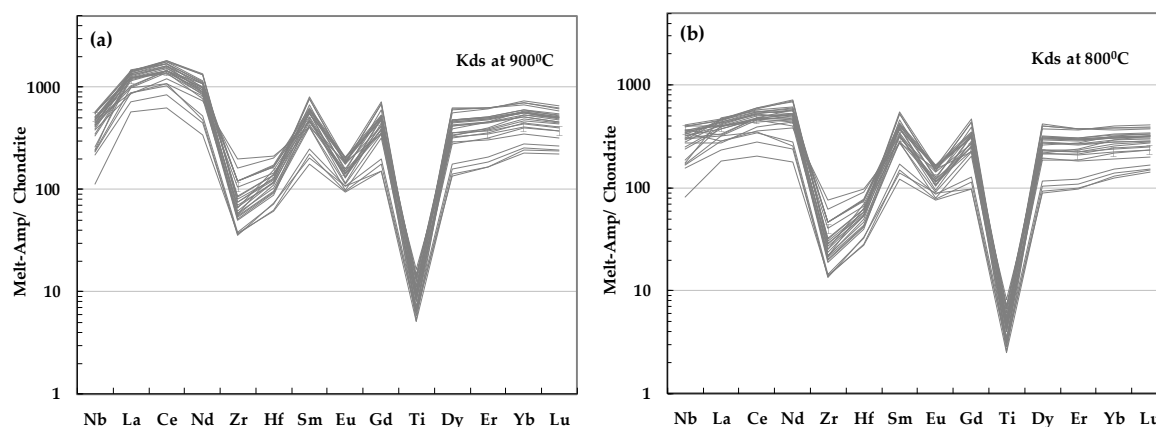 (a)
Kds at 900⁰C
Melt-Amp/ Chondrite
1000
100
10
1
Nb La Ce Nd Zr Hf Sm Eu Gd Ti Dy Er Yb Lu
(b)
Kds at 800⁰C
Melt-Amp/ Chondrite
1000
100
10
1
Nb La Ce Nd Zr Hf Sm Eu Gd Ti Dy Er Yb Lu